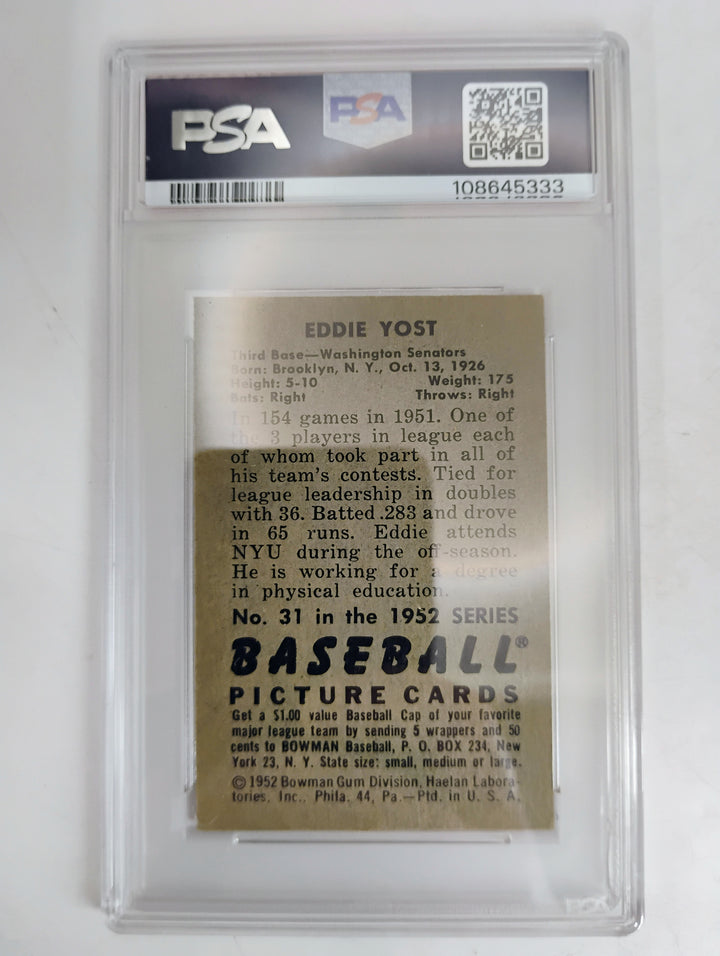 PSA
PSA
108645333
EDDIE YOST
Third Base—Washington Senators
Born: Brooklyn, N. Y., Oct. 13, 1926
Height: 5-10 Weight: 175
Bats: Right Throws: Right
In 154 games in 1951. One of
the 3 players in league each
of whom took part in all of
his team's contests. Tied for
league leadership in doubles
with 36. Batted .283 and drove
in 65 runs. Eddie attends
NYU during the off-season.
He is working for a degree
in physical education.
No. 31 in the 1952 SERIES
BASEBALL®
PICTURE CARDS
Get a $1.00 value Baseball Cap of your favorite
major league team by sending 5 wrappers and 50
cents to BOWMAN Baseball, P. O. BOX 234, New
York 23, N. Y. State size: small, medium or large.
©1952 Bowman Gum Division, Haelan Labora-
tories, Inc., Phila. 44, Pa.—Ptd. in U. S. A.